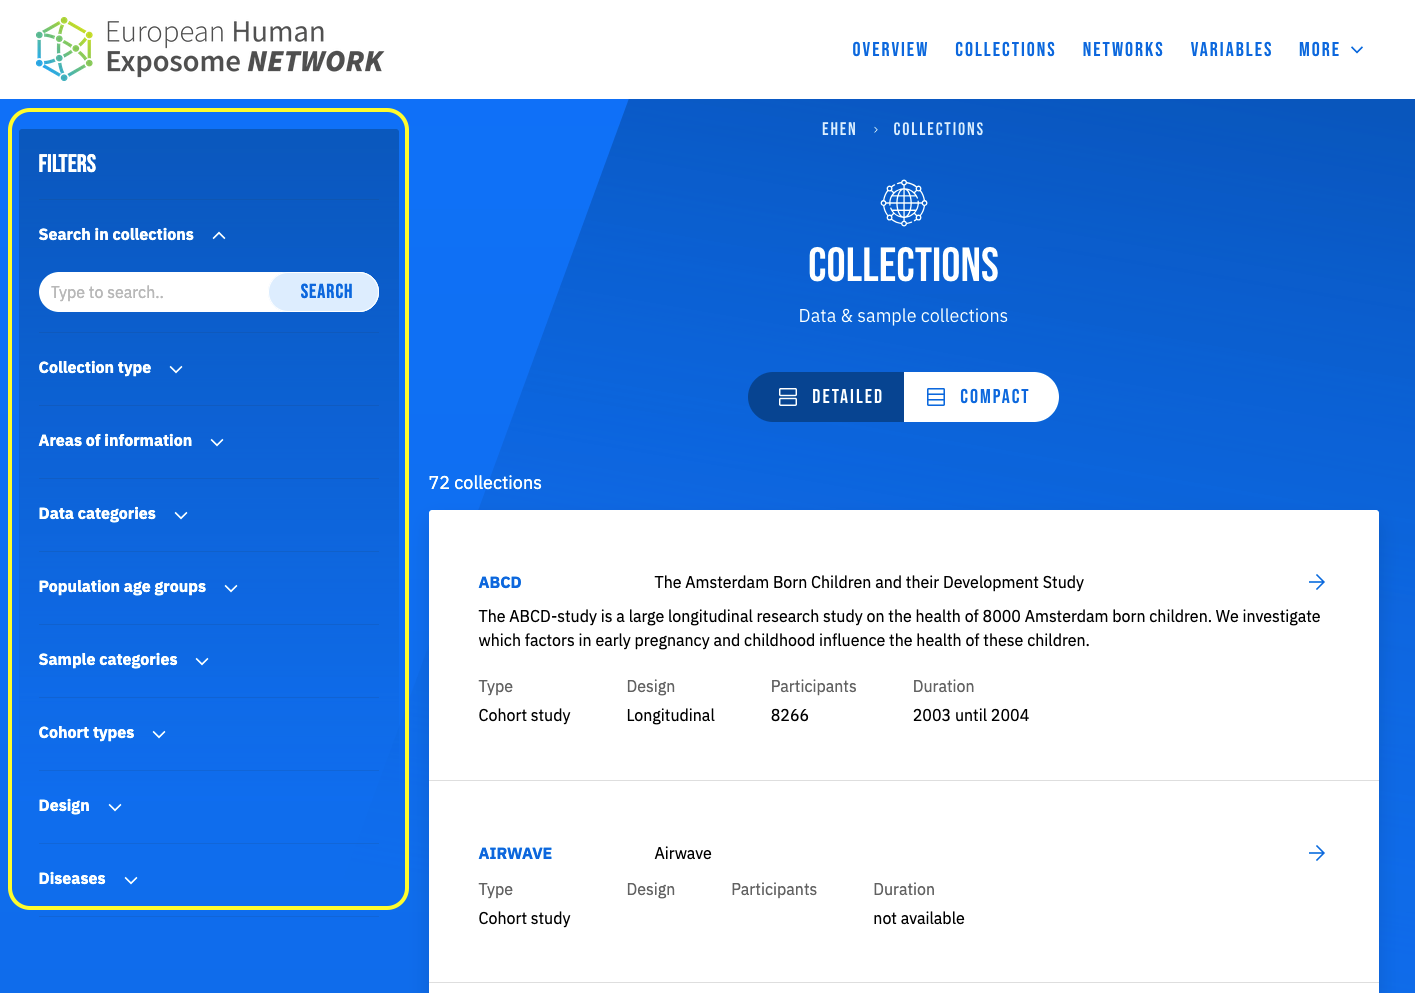 European Human
Exposome NETWORK
OVERVIEW COLLECTIONS NETWORKS VARIABLES MORE
EHEN › COLLECTIONS
FILTERS
Search in collections
Type to search.. SEARCH
Collection type
Areas of information
Data categories
Population age groups
Sample categories
Cohort types
Design
Diseases
COLLECTIONS
Data & sample collections
DETAILED COMPACT
72 collections
ABCD The Amsterdam Born Children and their Development Study
The ABCD-study is a large longitudinal research study on the health of 8000 Amsterdam born children. We investigate
which factors in early pregnancy and childhood influence the health of these children.
Type Design Participants Duration
Cohort study Longitudinal 8266 2003 until 2004
AIRWAVE Airwave
Type Design Participants Duration
Cohort study not available